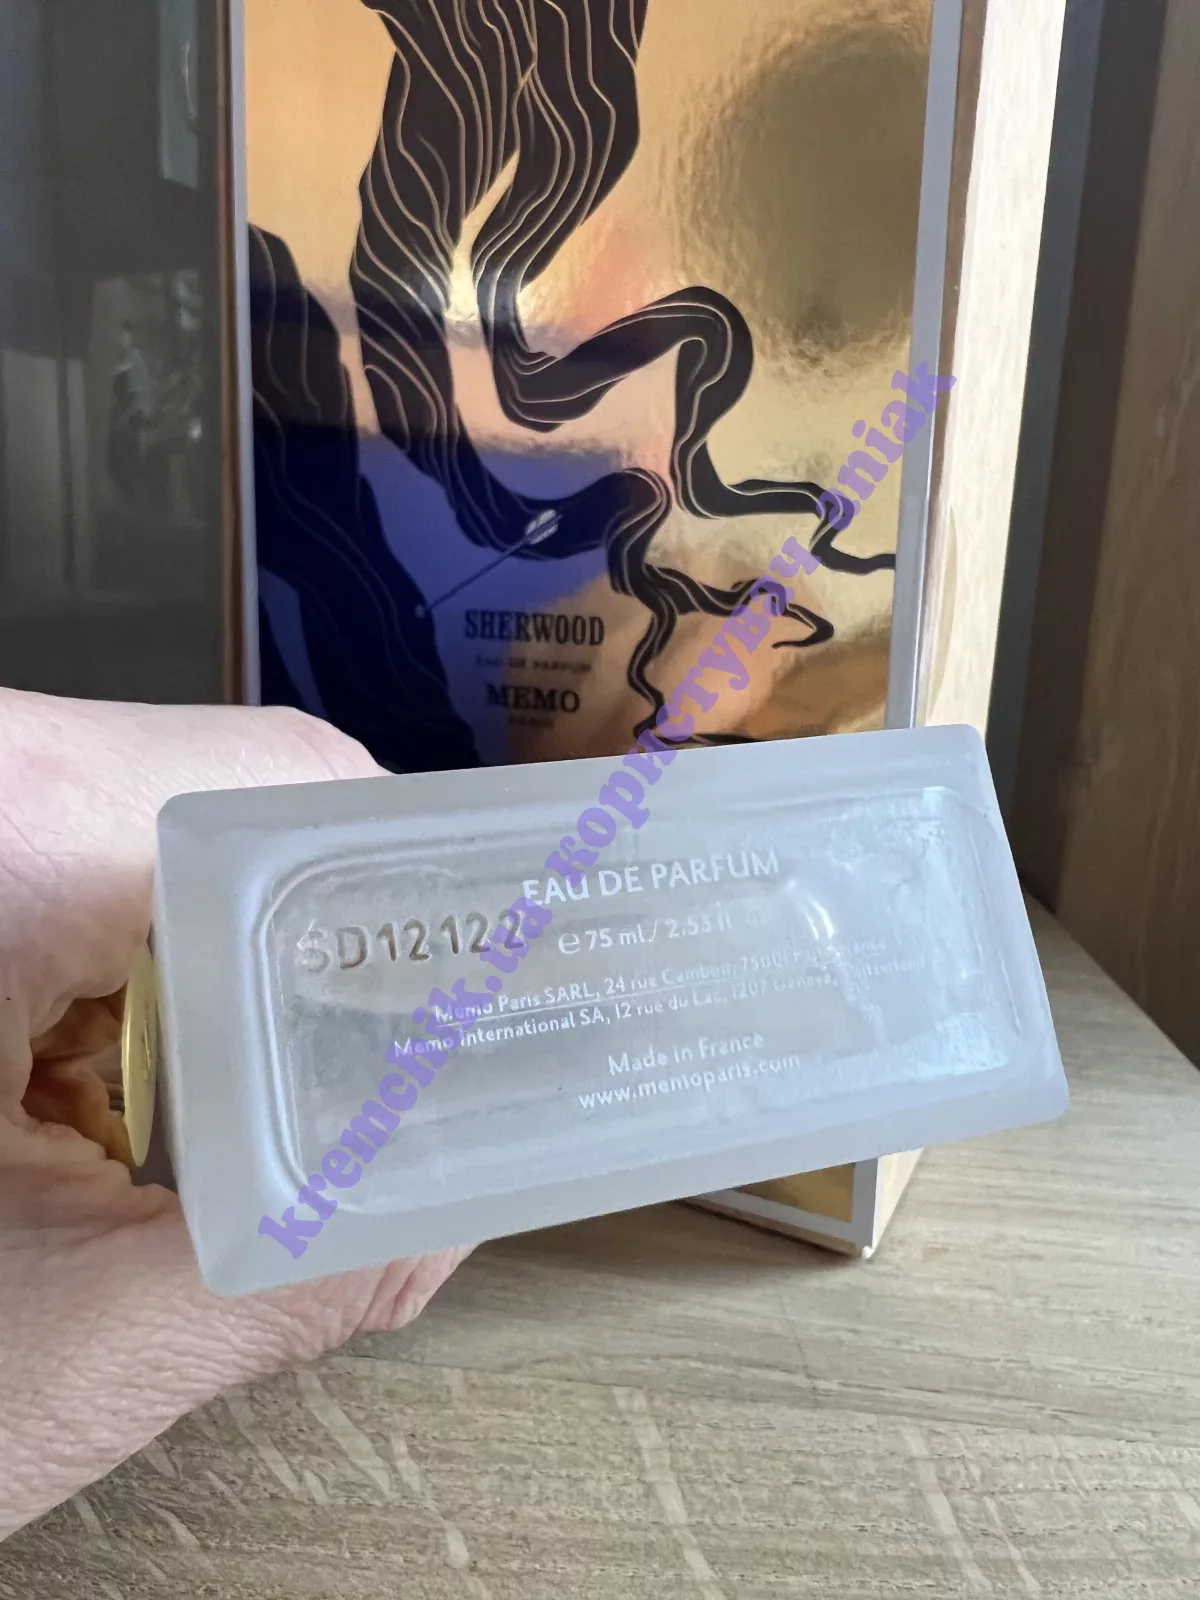 SHERWOOD
EAU DE PARFUM
MEMO
PARIS
EAU DE PARFUM
SD12122
e 75 ml / 2.53 fl
Memo Paris SARL, 24 rue Cambon, 75001 Paris, France
Memo International SA, 12 rue du Lac, 1207 Geneva, Switzerland
Made in France
www.memoparis.com
kremchik.ua користувач aniak